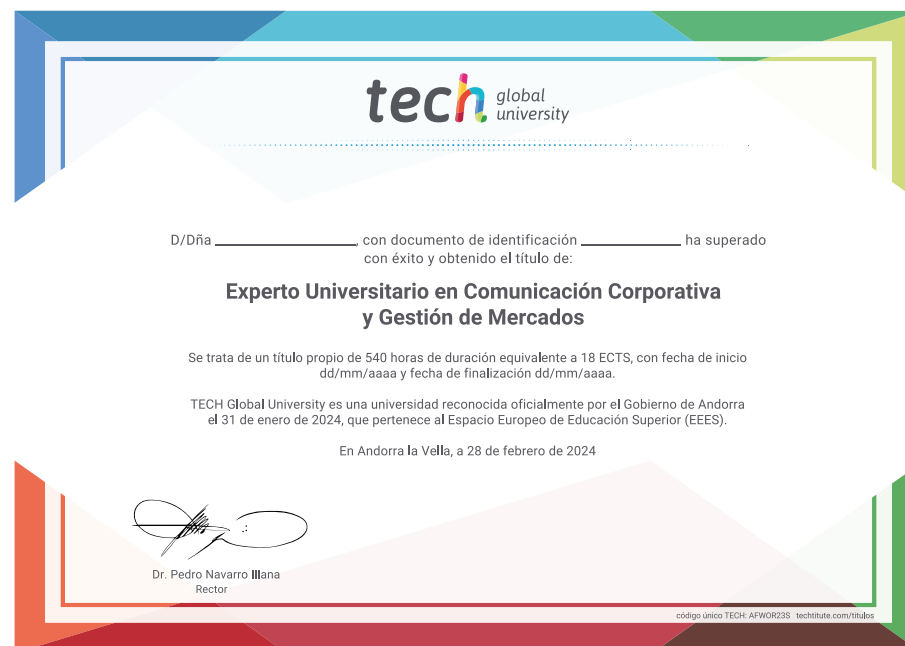 tech global university
D/Dña ________________, con documento de identificación ____________ ha superado
con éxito y obtenido el título de:
Experto Universitario en Comunicación Corporativa
y Gestión de Mercados
Se trata de un título propio de 540 horas de duración equivalente a 18 ECTS, con fecha de inicio
dd/mm/aaaa y fecha de finalización dd/mm/aaaa.
TECH Global University es una universidad reconocida oficialmente por el Gobierno de Andorra
el 31 de enero de 2024, que pertenece al Espacio Europeo de Educación Superior (EEES).
En Andorra la Vella, a 28 de febrero de 2024
Dr. Pedro Navarro Illana
Rector
código único TECH: AFWOR23S techtitute.com/titulos